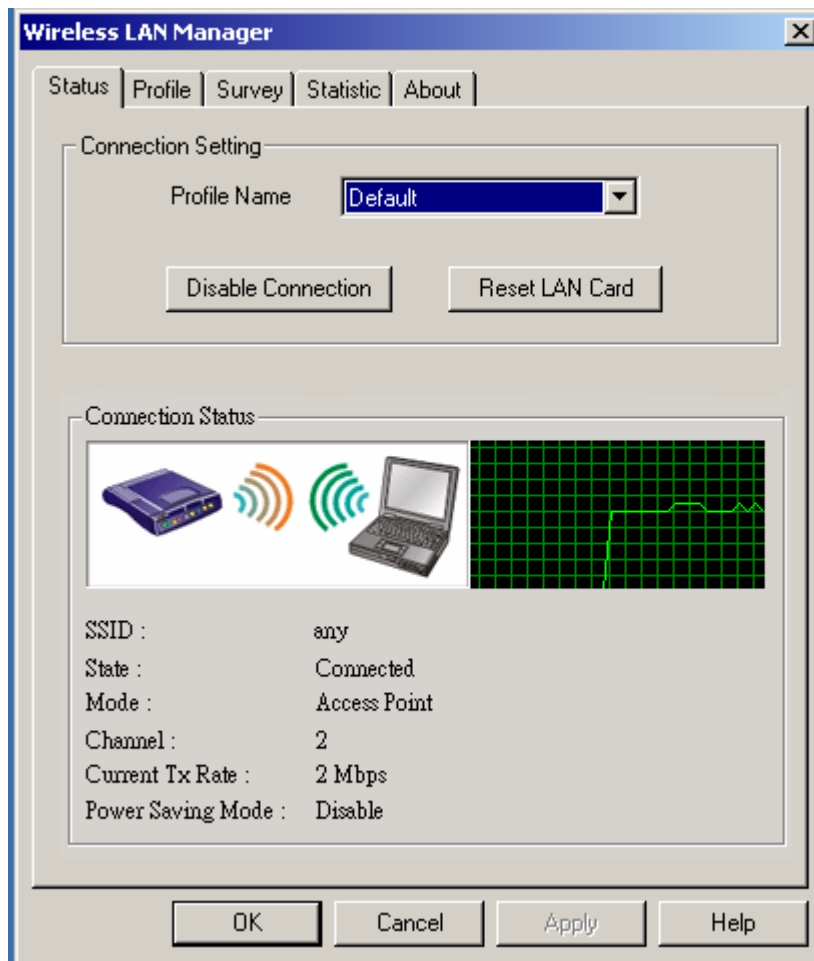 Wireless LAN Manager
Status Profile Survey Statistic About
Connection Setting
Profile Name Default
Disable Connection Reset LAN Card
Connection Status
SSID : any
State : Connected
Mode : Access Point
Channel : 2
Current Tx Rate : 2 Mbps
Power Saving Mode : Disable
OK Cancel Apply Help